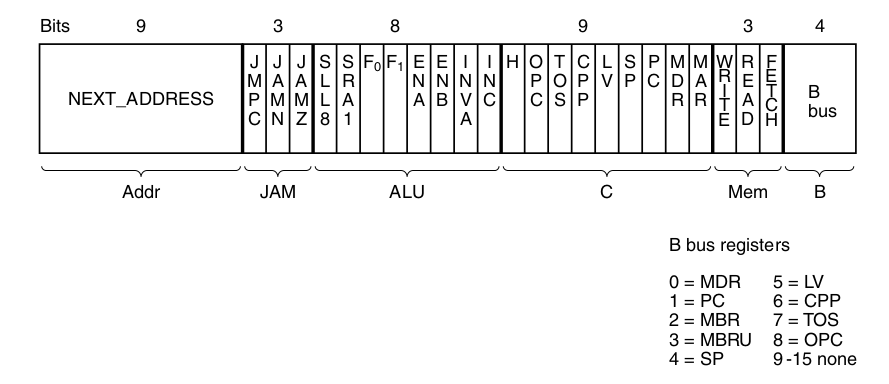 Bits 9 3 8 9 3 4
NEXT_ADDRESS JMPC JAMN JAMZ SLL8 SRA1 F0 F1 ENA ENB INVA INC H OPC TOS CPP LV SP PC MDR MAR WRITE READ FETCH B bus
Addr JAM ALU C Mem B
B bus registers
0 = MDR 5 = LV
1 = PC 6 = CPP
2 = MBR 7 = TOS
3 = MBRU 8 = OPC
4 = SP 9-15 none